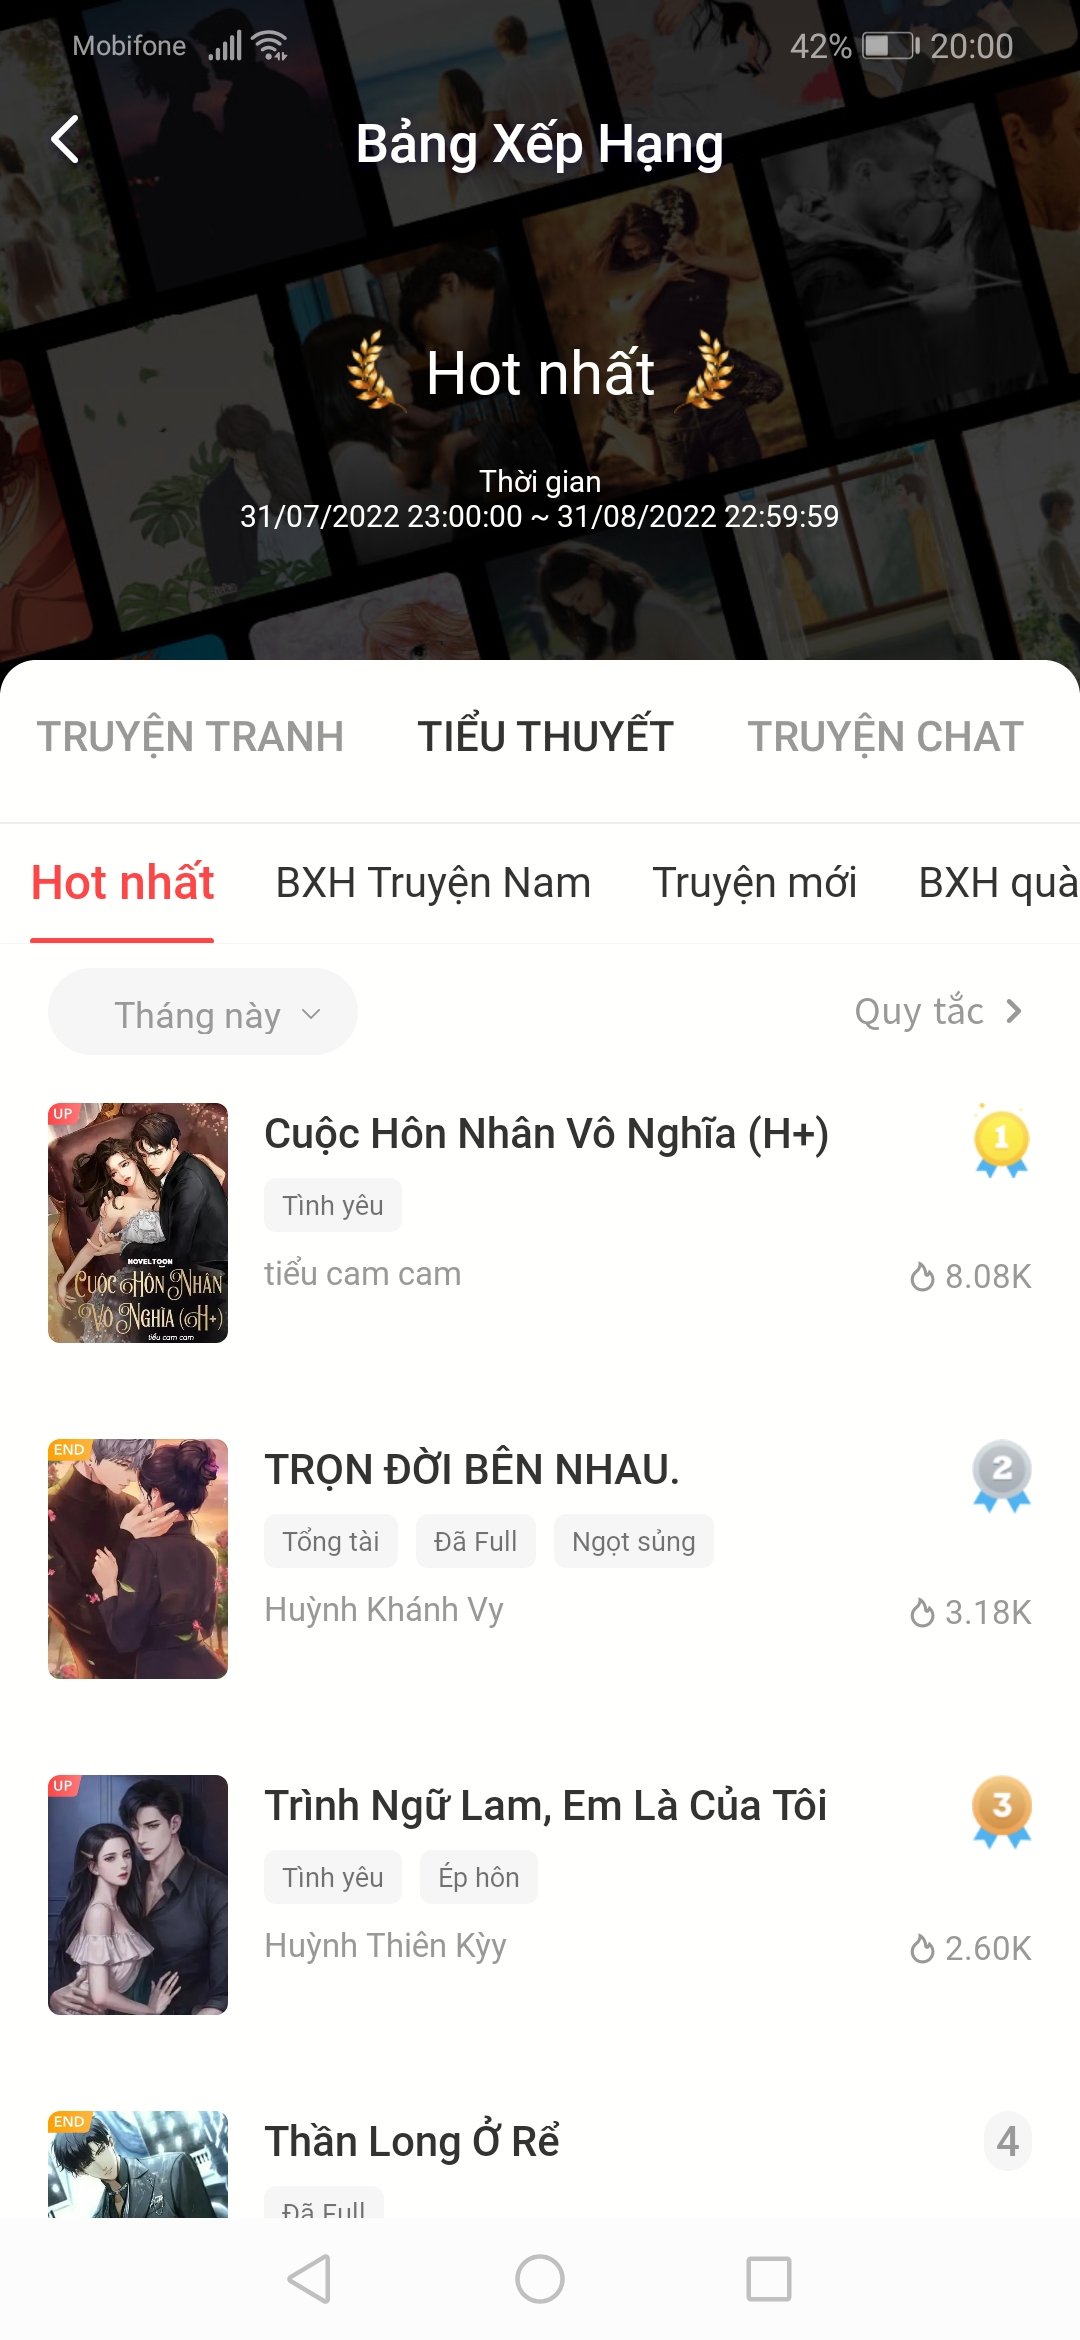 Mobifone
42% 20:00
Bảng Xếp Hạng
Hot nhất
Thời gian
31/07/2022 23:00:00 ~ 31/08/2022 22:59:59
TRUYỆN TRANH TIỂU THUYẾT TRUYỆN CHAT
Hot nhất BXH Truyện Nam Truyện mới BXH quà
Tháng này
Quy tắc
UP
NOVELTOON
CUỘC HÔN NHÂN
VÔ NGHĨA (H+)
tiểu cam cam
Cuộc Hôn Nhân Vô Nghĩa (H+)
1
Tình yêu
tiểu cam cam
8.08K
END
TRỌN ĐỜI BÊN NHAU.
2
Tổng tài Đã Full Ngọt sủng
Huỳnh Khánh Vy
3.18K
UP
Trình Ngữ Lam, Em Là Của Tôi
3
Tình yêu Ép hôn
Huỳnh Thiên Kỳy
2.60K
END
Thần Long Ở Rể
4
Đã Full